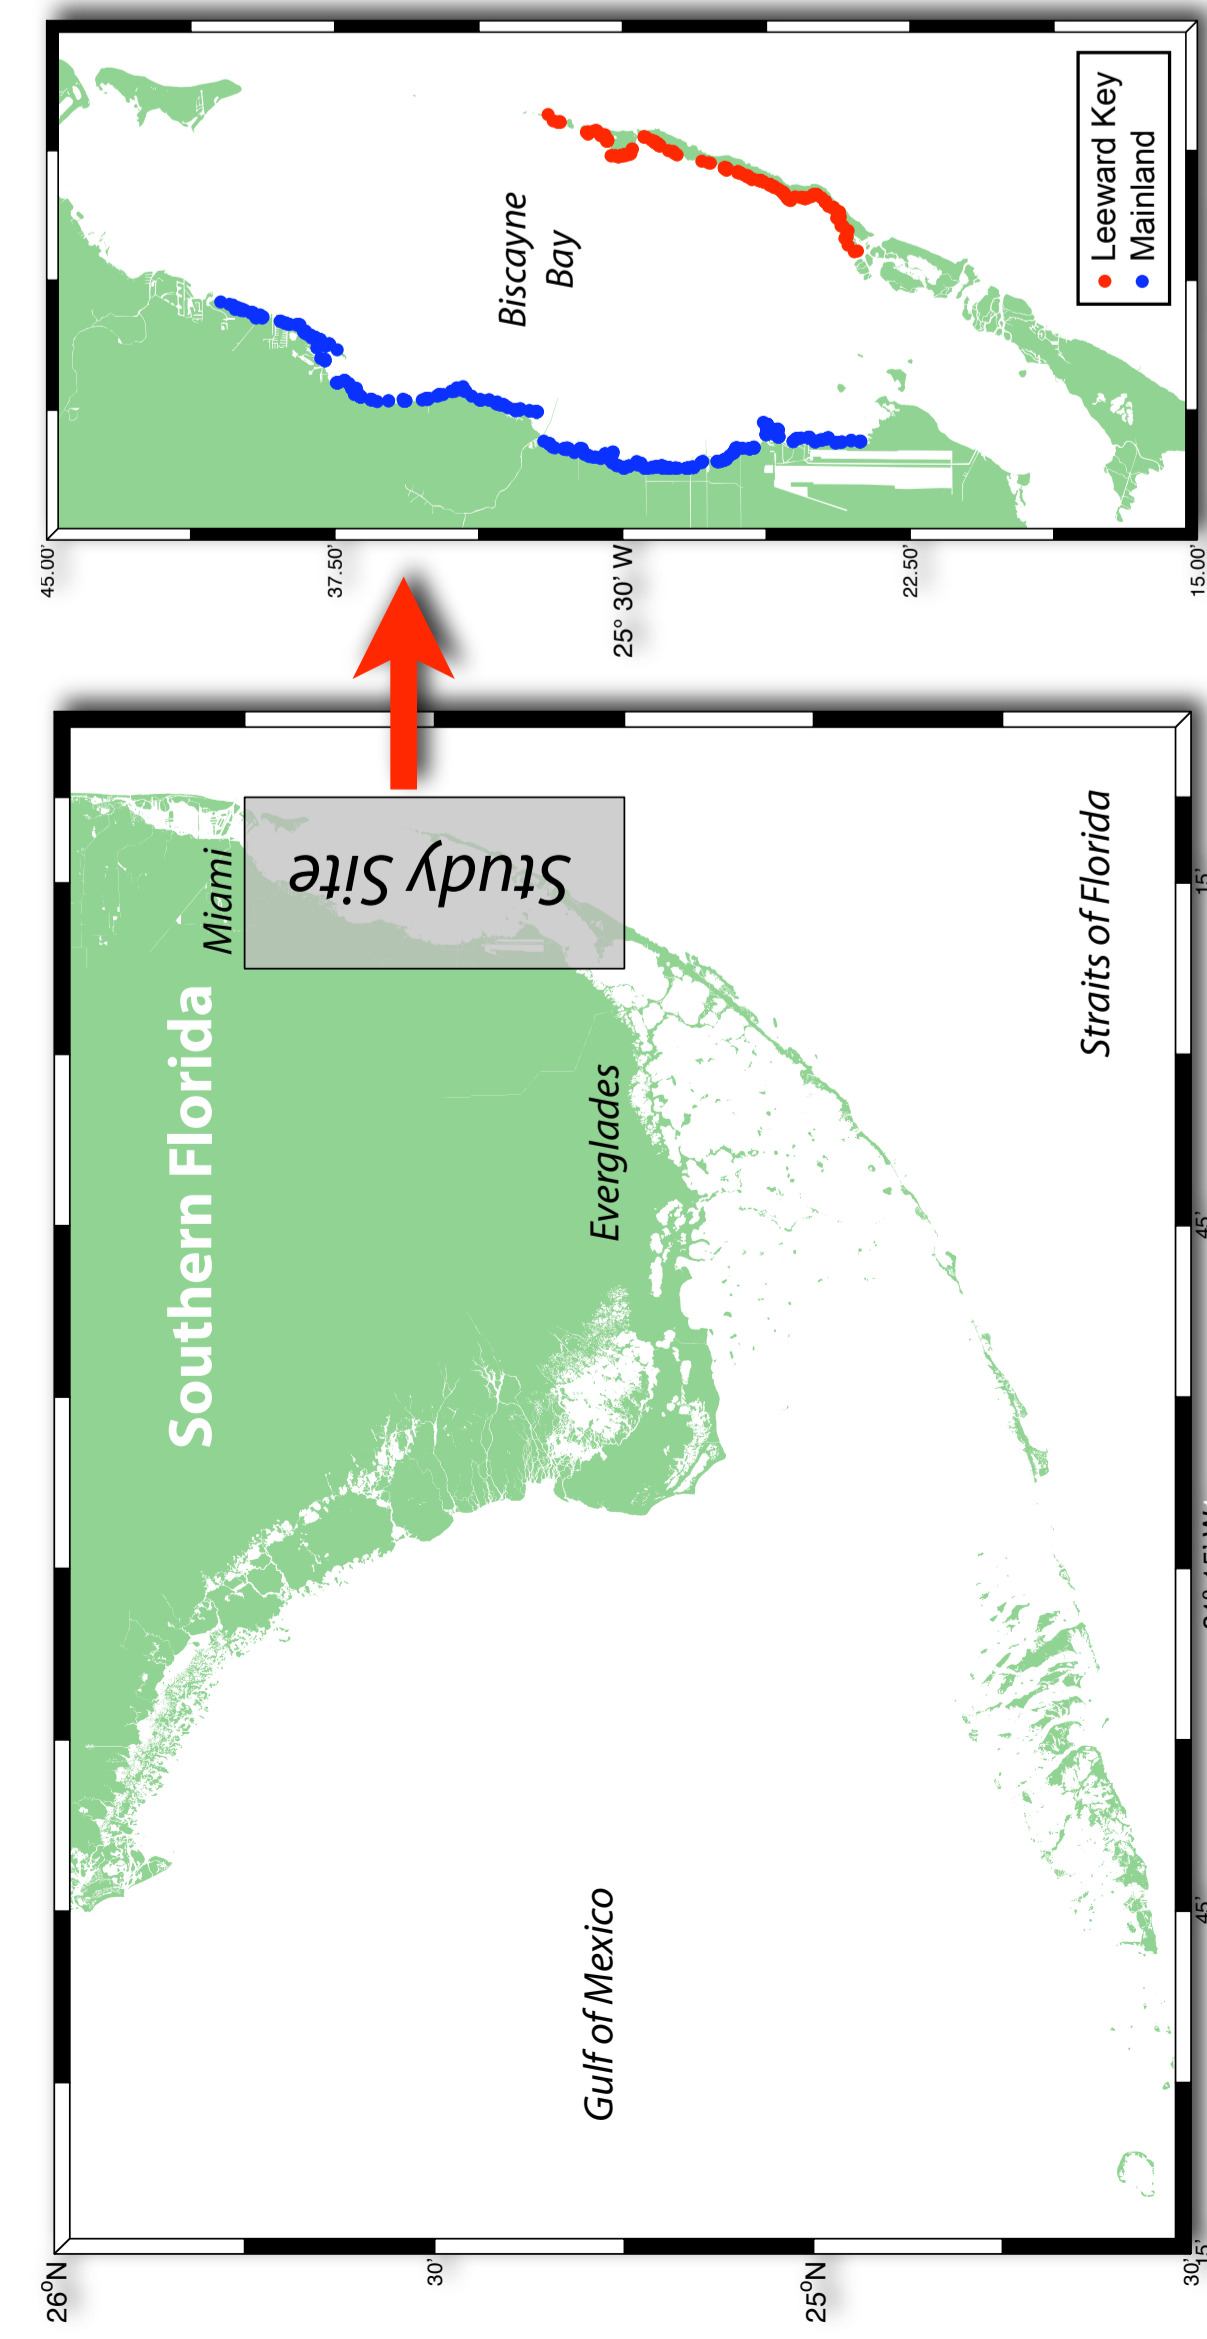 26°N
30'
25°N
30'
15'
45'
45'
15'
Southern Florida
Miami
Study Site
Everglades
Gulf of Mexico
Straits of Florida
45.00'
37.50'
25° 30' W
22.50'
15.00'
Biscayne
Bay
Leeward Key
Mainland